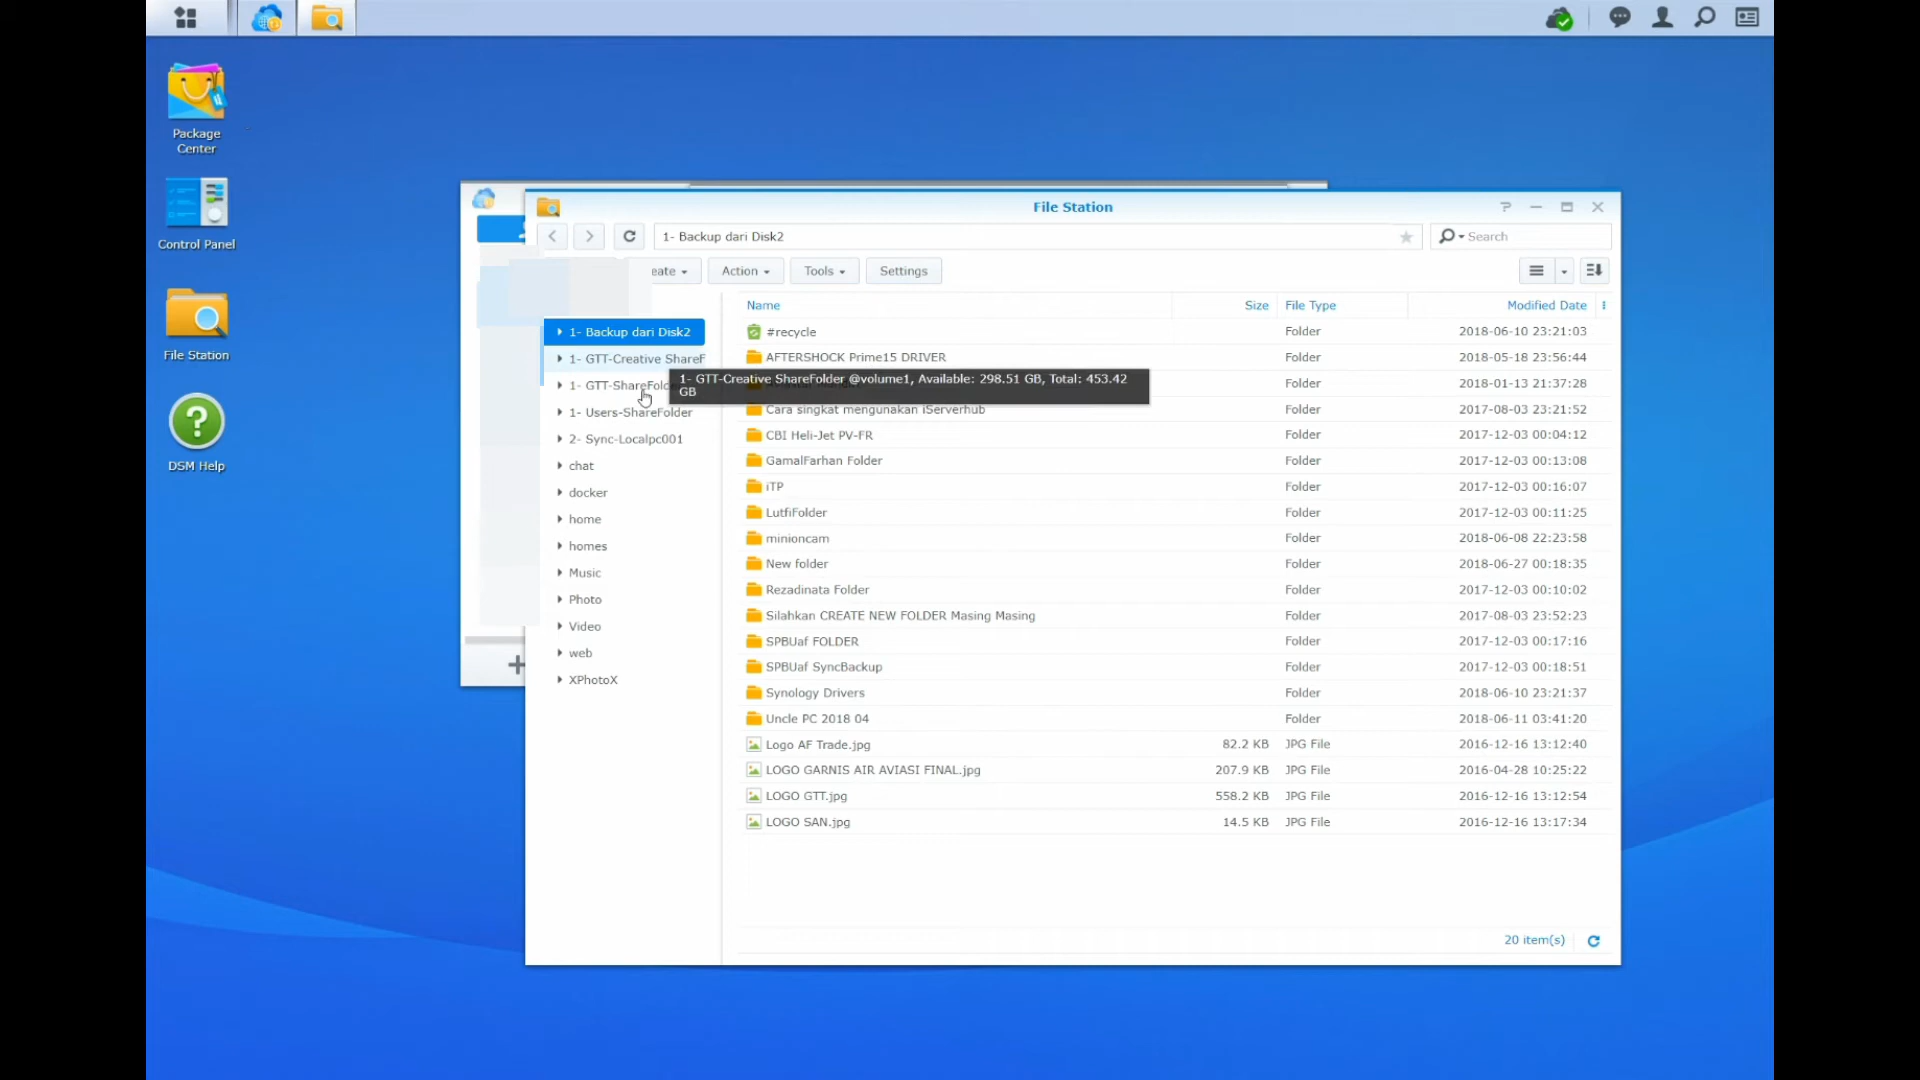 Package
Center
Control Panel
File Station
DSM Help
File Station
1- Backup dari Disk2
Search
eate
Action
Tools
Settings
1- Backup dari Disk2
1- GTT-Creative ShareF
1- GTT-ShareFolde
1- Users-ShareFolder
2- Sync-Localpc001
chat
docker
home
homes
Music
Photo
Video
web
XPhotoX
1- GTT-Creative ShareFolder @volume1, Available: 298.51 GB, Total: 453.42
GB
Name Size File Type Modified Date
#recycle Folder 2018-06-10 23:21:03
AFTERSHOCK Prime15 DRIVER Folder 2018-05-18 23:56:44
Folder 2018-01-13 21:37:28
Cara singkat mengunakan iServerhub Folder 2017-08-03 23:21:52
CBI Heli-Jet PV-FR Folder 2017-12-03 00:04:12
GamalFarhan Folder Folder 2017-12-03 00:13:08
iTP Folder 2017-12-03 00:16:07
LutfiFolder Folder 2017-12-03 00:11:25
minioncam Folder 2018-06-08 22:23:58
New folder Folder 2018-06-27 00:18:35
Rezadinata Folder Folder 2017-12-03 00:10:02
Silahkan CREATE NEW FOLDER Masing Masing Folder 2017-08-03 23:52:23
SPBUaf FOLDER Folder 2017-12-03 00:17:16
SPBUaf SyncBackup Folder 2017-12-03 00:18:51
Synology Drivers Folder 2018-06-10 23:21:37
Uncle PC 2018 04 Folder 2018-06-11 03:41:20
Logo AF Trade.jpg 82.2 KB JPG File 2016-12-16 13:12:40
LOGO GARNIS AIR AVIASI FINAL.jpg 207.9 KB JPG File 2016-04-28 10:25:22
LOGO GTT.jpg 558.2 KB JPG File 2016-12-16 13:12:54
LOGO SAN.jpg 14.5 KB JPG File 2016-12-16 13:17:34
20 item(s)